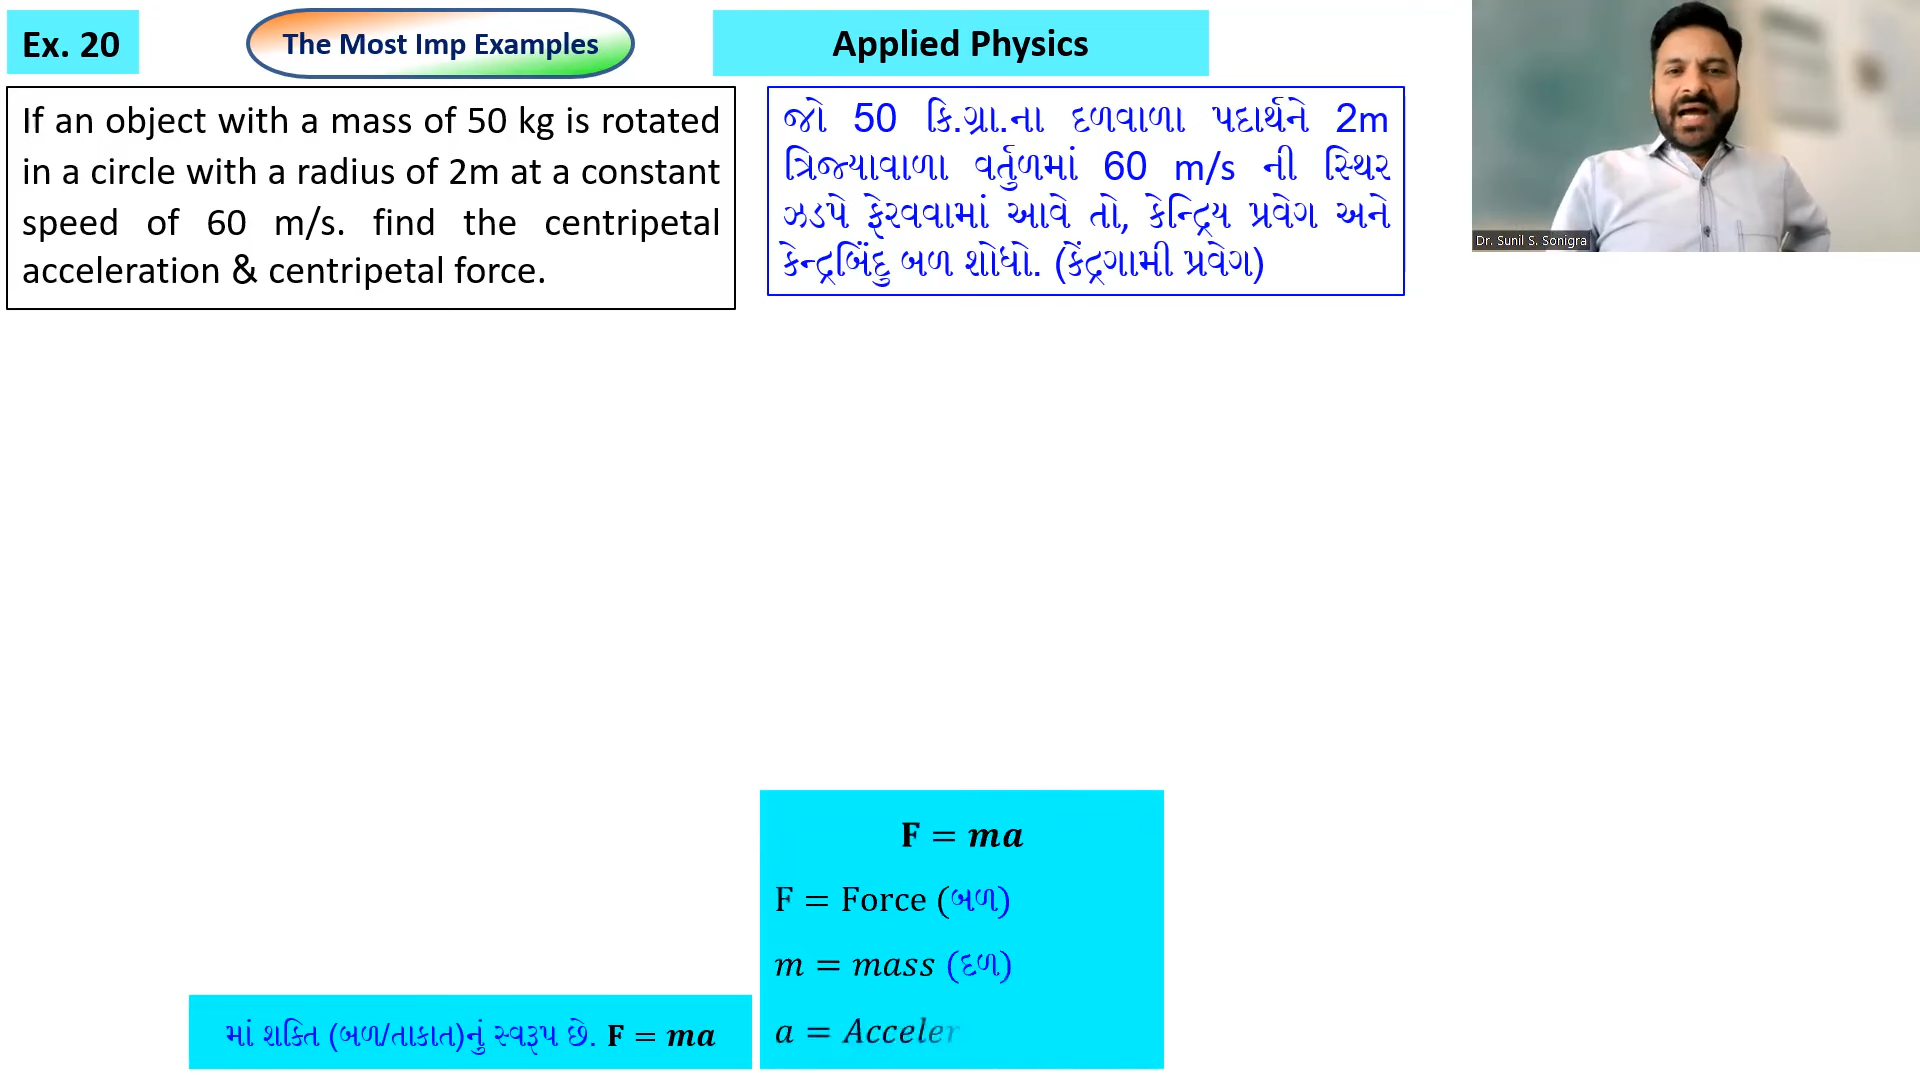 Ex. 20
The Most Imp Examples
Applied Physics
If an object with a mass of 50 kg is rotated
in a circle with a radius of 2m at a constant
speed of 60 m/s. find the centripetal
acceleration & centripetal force.
જો 50 કિ.ગ્રા.ના દળવાળા પદાર્થને 2m
ત્રિજ્યાવાળા વર્તુળમાં 60 m/s ની સ્થિર
ઝડપે ફેરવવામાં આવે તો, કેન્દ્રિય પ્રવેગ અને
કેન્દ્રબિંદુ બળ શોધો. (કેંદ્રગામી પ્રવેગ)
Dr. Sunil S. Sonigra
F = ma
F = Force (બળ)
m = mass (દળ)
a = Acceler
માં શક્તિ (બળ/તાકાત)નું સ્વરૂપ છે. F = ma